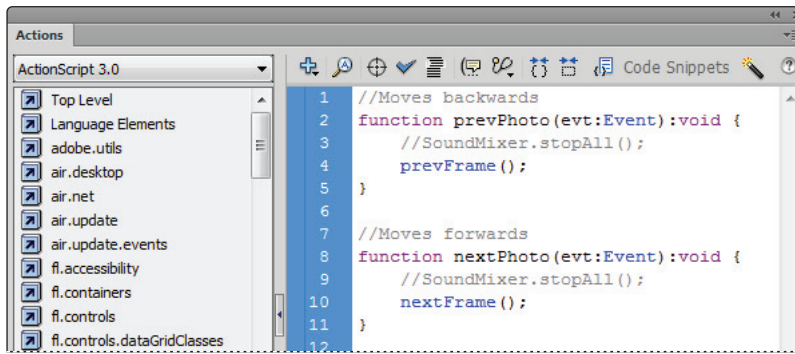 Actions
ActionScript 3.0
Top Level
Language Elements
adobe.utils
air.desktop
air.net
air.update
air.update.events
fl.accessibility
fl.containers
fl.controls
fl.controls.dataGridClasses
Code Snippets
1 //Moves backwards
2 function prevPhoto(evt:Event):void {
3 //SoundMixer.stopAll();
4 prevFrame();
5 }
6
7 //Moves forwards
8 function nextPhoto(evt:Event):void {
9 //SoundMixer.stopAll();
10 nextFrame();
11 }
12